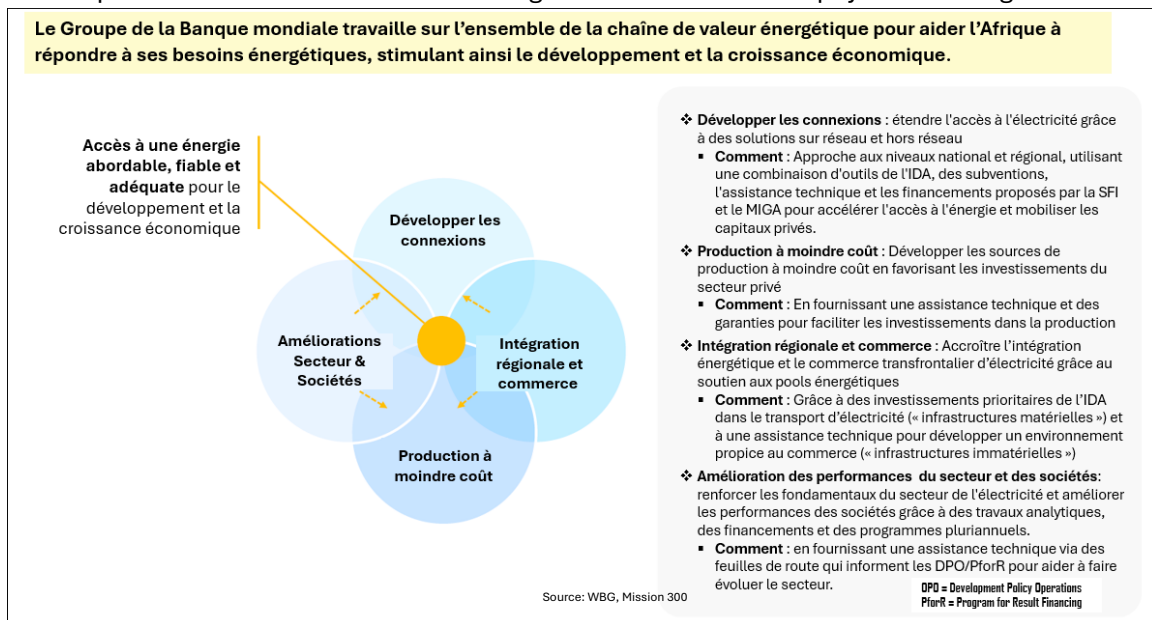 Le Groupe de la Banque mondiale travaille sur l’ensemble de la chaîne de valeur énergétique pour aider l’Afrique à
répondre à ses besoins énergétiques, stimulant ainsi le développement et la croissance économique.
Accès à une énergie
abordable, fiable et
adéquate pour le
développement et la
croissance économique
Développer les
connexions
Améliorations
Secteur &
Sociétés
Intégration
régionale et
commerce
Production à
moindre coût
❖ Développer les connexions : étendre l'accès à l'électricité grâce
à des solutions sur réseau et hors réseau
▪ Comment : Approche aux niveaux national et régional, utilisant
une combinaison d'outils de l'IDA, des subventions,
l'assistance technique et les financements proposés par la SFI
et le MIGA pour accélérer l'accès à l'énergie et mobiliser les
capitaux privés.
❖ Production à moindre coût : Développer les sources de
production à moindre coût en favorisant les investissements du
secteur privé
▪ Comment : En fournissant une assistance technique et des
garanties pour faciliter les investissements dans la production
❖ Intégration régionale et commerce : Accroître l’intégration
énergétique et le commerce transfrontalier d’électricité grâce au
soutien aux pools énergétiques
▪ Comment : Grâce à des investissements prioritaires de l’IDA
dans le transport d’électricité (« infrastructures matérielles ») et
à une assistance technique pour développer un environnement
propice au commerce (« infrastructures immatérielles »)
❖ Amélioration des performances du secteur et des sociétés:
renforcer les fondamentaux du secteur de l'électricité et améliorer
les performances des sociétés grâce à des travaux analytiques,
des financements et des programmes pluriannuels.
▪ Comment : en fournissant une assistance technique via des
feuilles de route qui informent les DPO/PforR pour aider à faire
évoluer le secteur.
DPO = Development Policy Operations
PforR = Program for Result Financing
Source: WBG, Mission 300